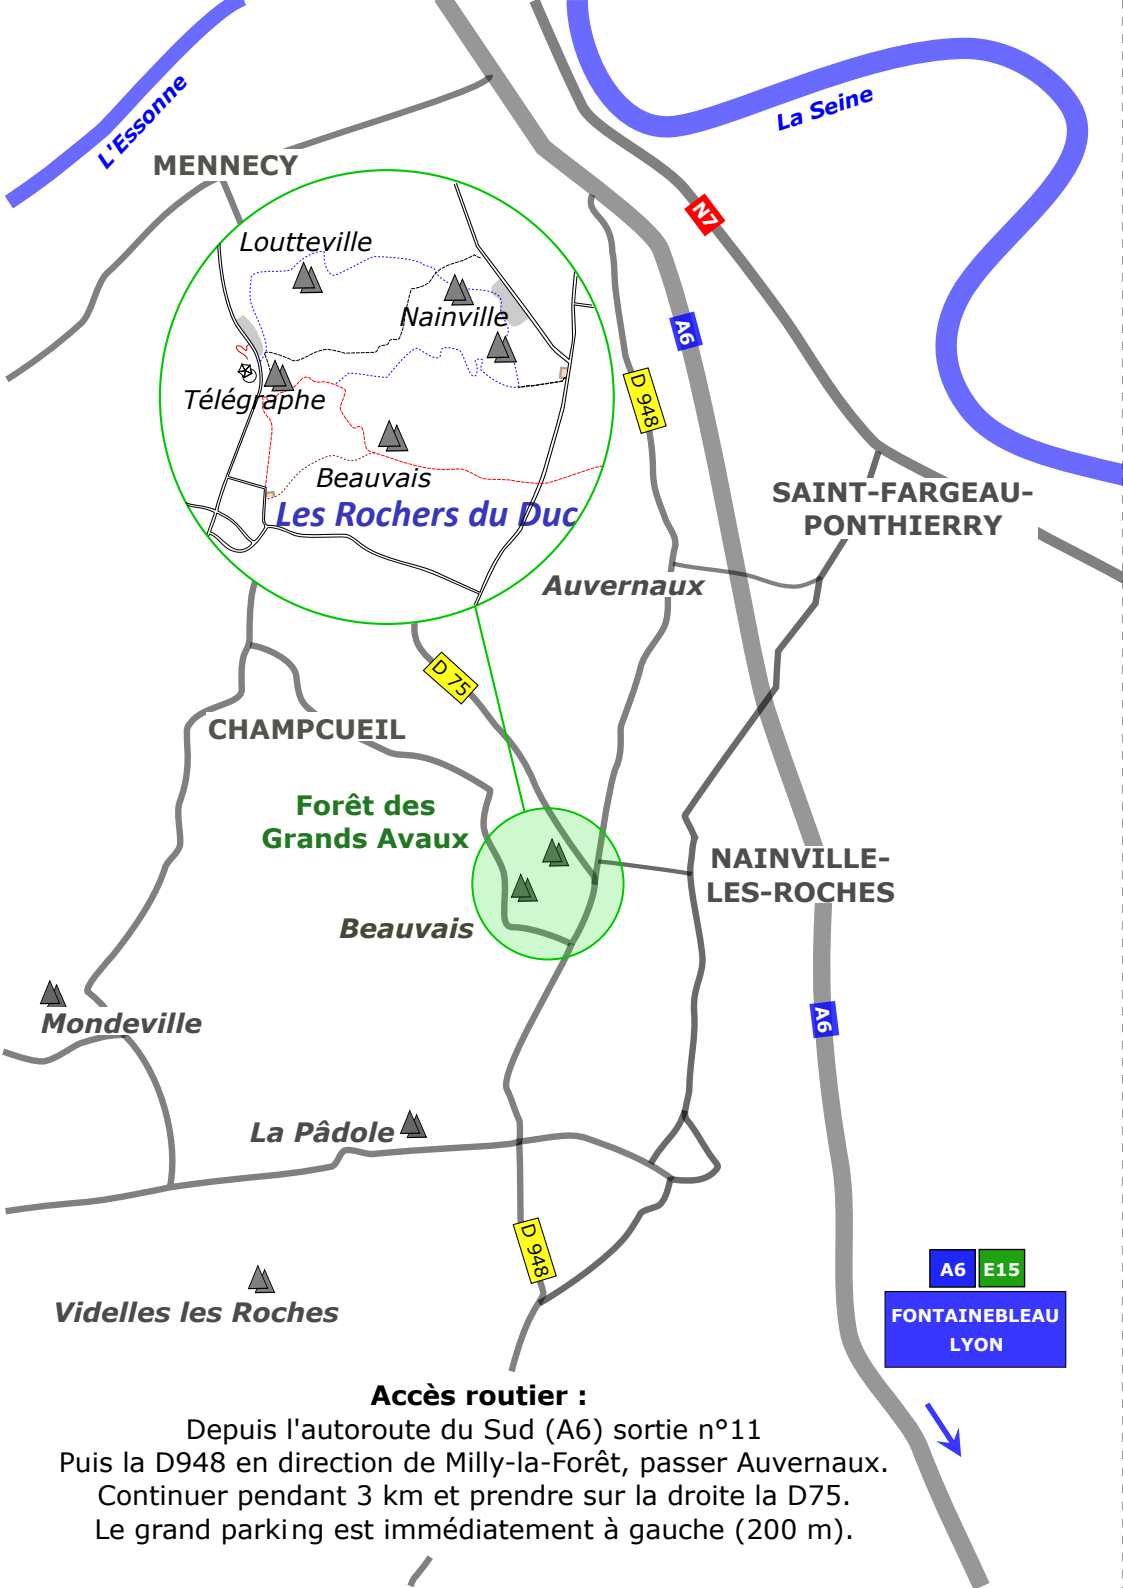 L'Essonne
La Seine
MENNECY
N7
Loutteville
Nainville
A6
Télégraphe
D 948
Beauvais
Les Rochers du Duc
SAINT-FARGEAU-
PONTHIERRY
Auvernaux
D 75
CHAMPCUEIL
Forêt des
Grands Avaux
NAINVILLE-
LES-ROCHES
Beauvais
Mondeville
A6
La Pâdole
D 948
A6
E15
Videlles les Roches
FONTAINEBLEAU
LYON
Accès routier :
Depuis l'autoroute du Sud (A6) sortie n°11
Puis la D948 en direction de Milly-la-Forêt, passer Auvernaux.
Continuer pendant 3 km et prendre sur la droite la D75.
Le grand parking est immédiatement à gauche (200 m).